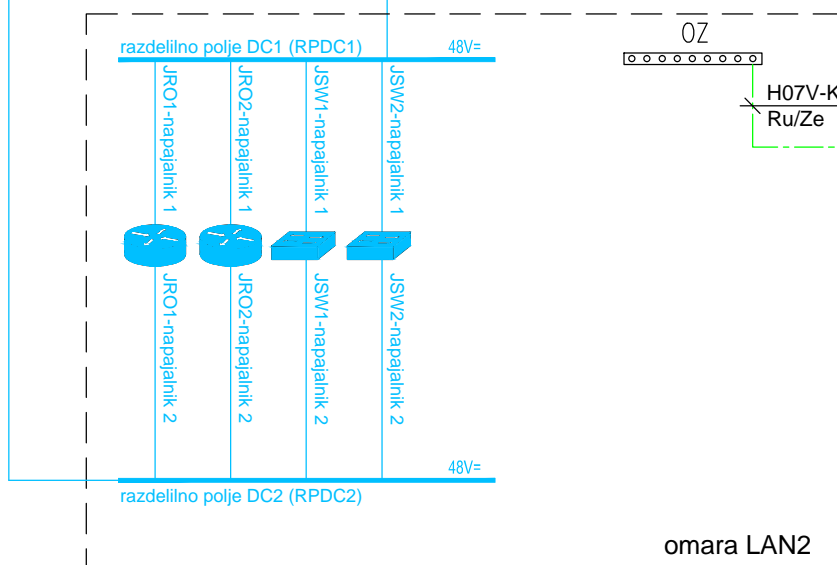 razdelilno polje DC1 (RPDC1)
48V=
OZ
H07V-K
Ru/Ze
JRO1-napajalnik 1
JRO2-napajalnik 1
JSW1-napajalnik 1
JSW2-napajalnik 1
JRO1-napajalnik 2
JRO2-napajalnik 2
JSW1-napajalnik 2
JSW2-napajalnik 2
48V=
razdelilno polje DC2 (RPDC2)
omara LAN2